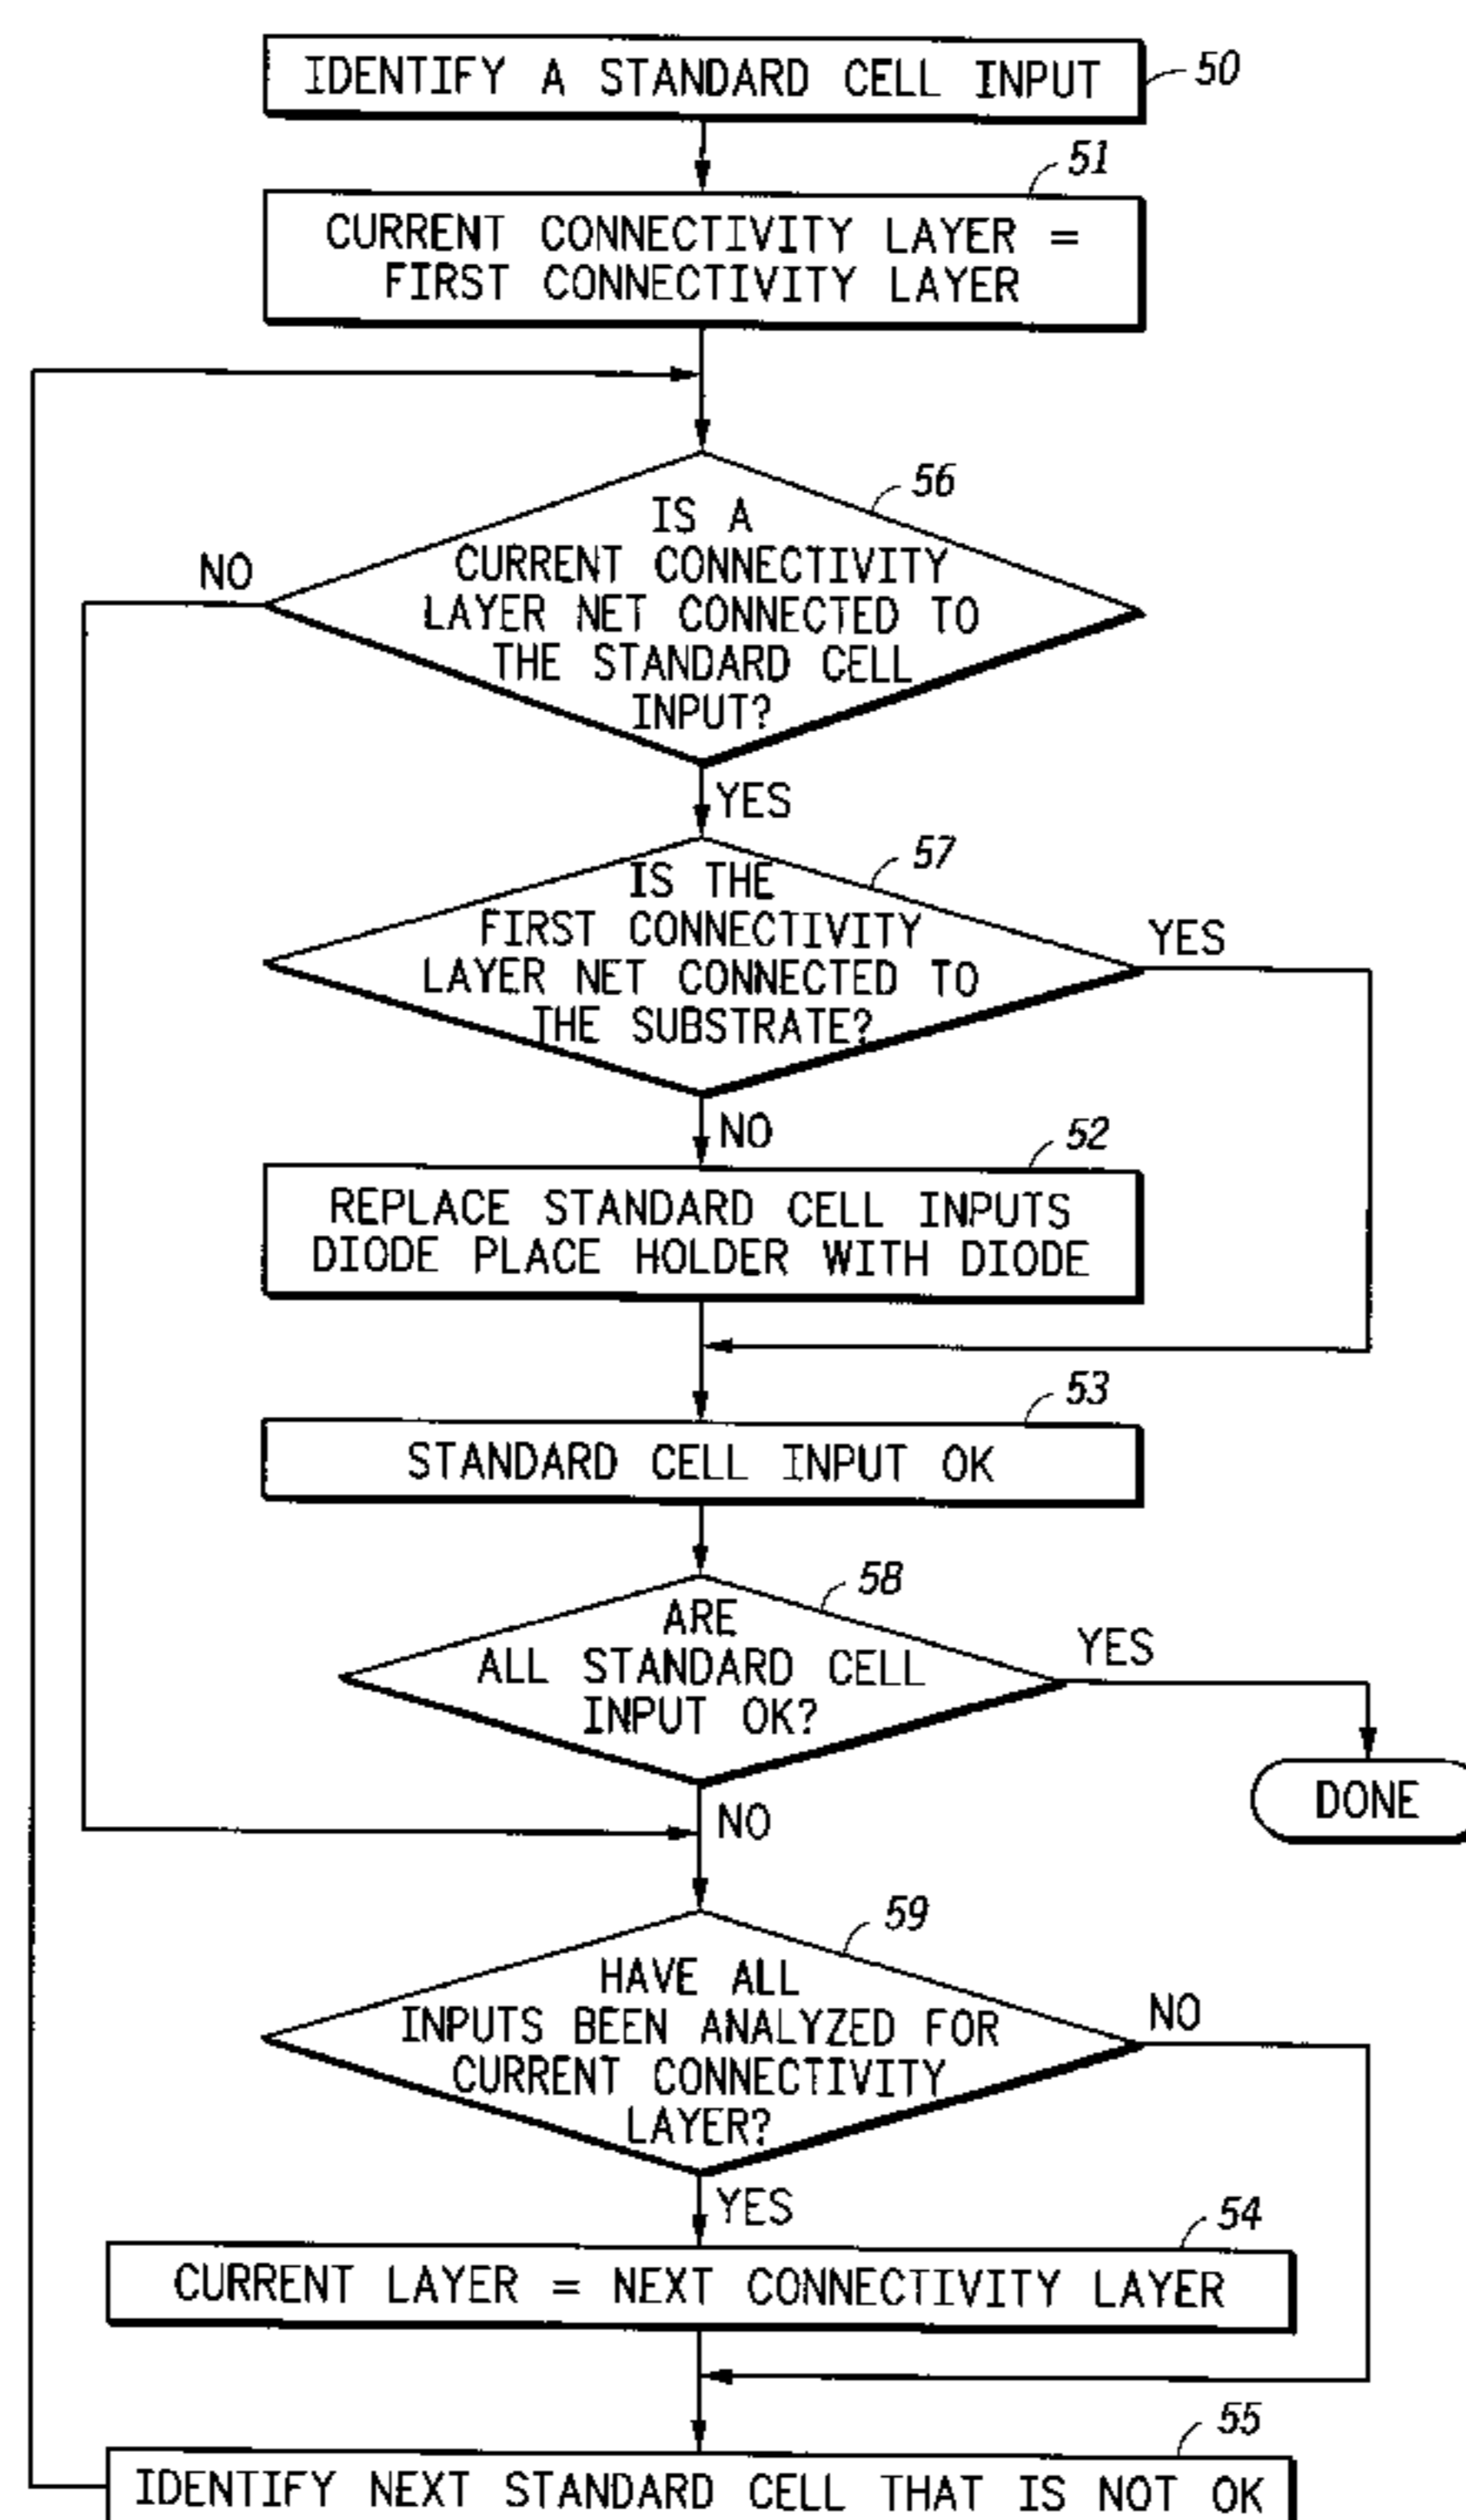 IDENTIFY A STANDARD CELL INPUT
50
51
CURRENT CONNECTIVITY LAYER =
FIRST CONNECTIVITY LAYER
56
IS A
CURRENT CONNECTIVITY
LAYER NET CONNECTED TO
THE STANDARD CELL
INPUT?
NO
YES
57
IS THE
FIRST CONNECTIVITY
LAYER NET CONNECTED TO
THE SUBSTRATE?
YES
NO
52
REPLACE STANDARD CELL INPUTS
DIODE PLACE HOLDER WITH DIODE
53
STANDARD CELL INPUT OK
58
ARE
ALL STANDARD CELL
INPUT OK?
YES
DONE
NO
59
HAVE ALL
INPUTS BEEN ANALYZED FOR
CURRENT CONNECTIVITY
LAYER?
NO
YES
54
CURRENT LAYER = NEXT CONNECTIVITY LAYER
55
IDENTIFY NEXT STANDARD CELL THAT IS NOT OK